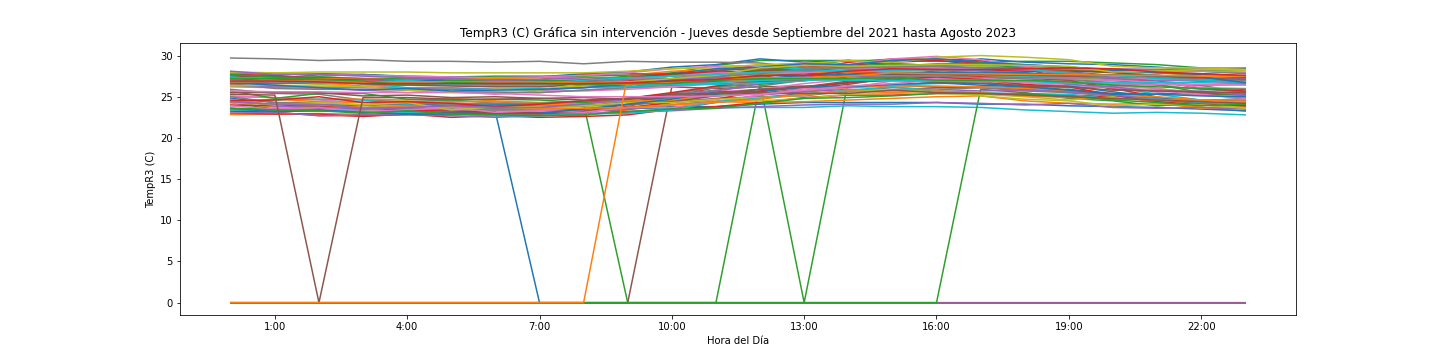 TempR3 (C) Gráfica sin intervención - Jueves desde Septiembre del 2021 hasta Agosto 2023
30
25
20
15
10
5
0
TempR3 (C)
1:00 4:00 7:00 10:00 13:00 16:00 19:00 22:00
Hora del Día